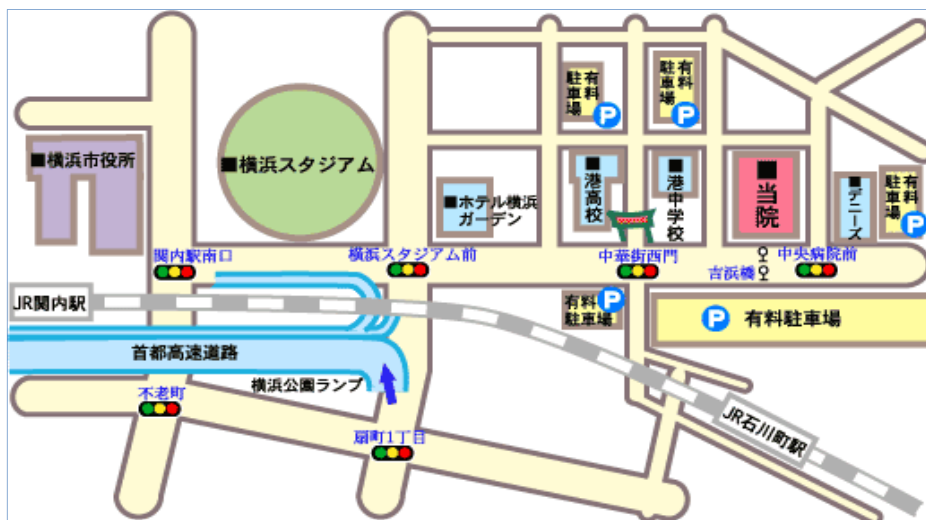 有料
駐車場
P
有料
駐車場
P
■横浜市役所
■横浜スタジアム
■ホテル横浜
ガーデン
■港高校
■港中学校
■当院
■デニーズ
有料
駐車場
P
関内駅南口
横浜スタジアム前
中華街西門
吉浜橋
中央病院前
JR関内駅
有料
駐車場
P
P 有料駐車場
首都高速道路
横浜公園ランプ
不老町
扇町1丁目
JR石川町駅